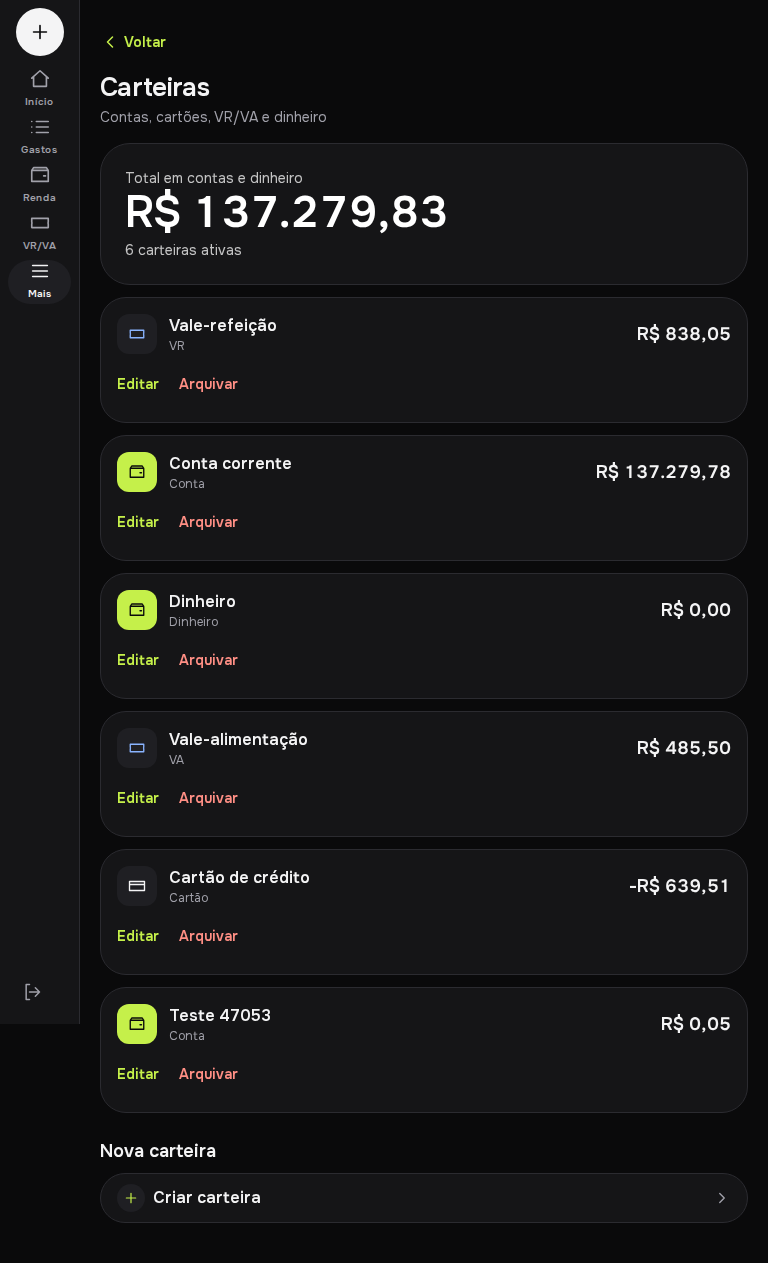 Voltar
Carteiras
Contas, cartões, VR/VA e dinheiro
Início
Gastos
Renda
VR/VA
Mais
Total em contas e dinheiro
R$ 137.279,83
6 carteiras ativas
Vale-refeição
VR
R$ 838,05
Editar Arquivar
Conta corrente
Conta
R$ 137.279,78
Editar Arquivar
Dinheiro
Dinheiro
R$ 0,00
Editar Arquivar
Vale-alimentação
VA
R$ 485,50
Editar Arquivar
Cartão de crédito
Cartão
-R$ 639,51
Editar Arquivar
Teste 47053
Conta
R$ 0,05
Editar Arquivar
Nova carteira
Criar carteira